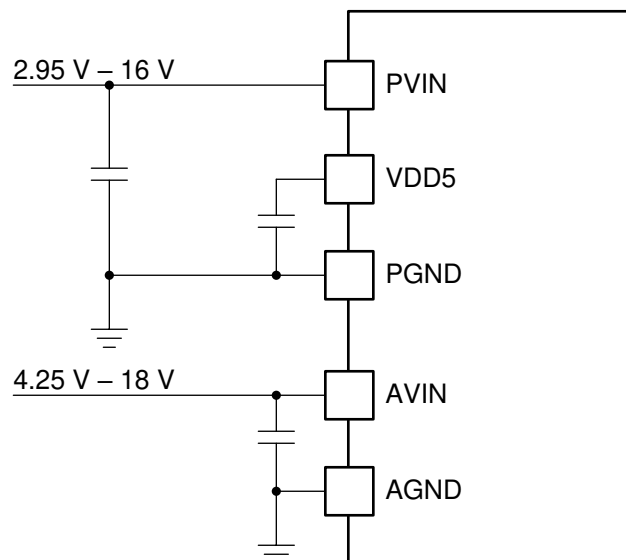 2.95 V – 16 V
PVIN
VDD5
PGND
4.25 V – 18 V
AVIN
AGND